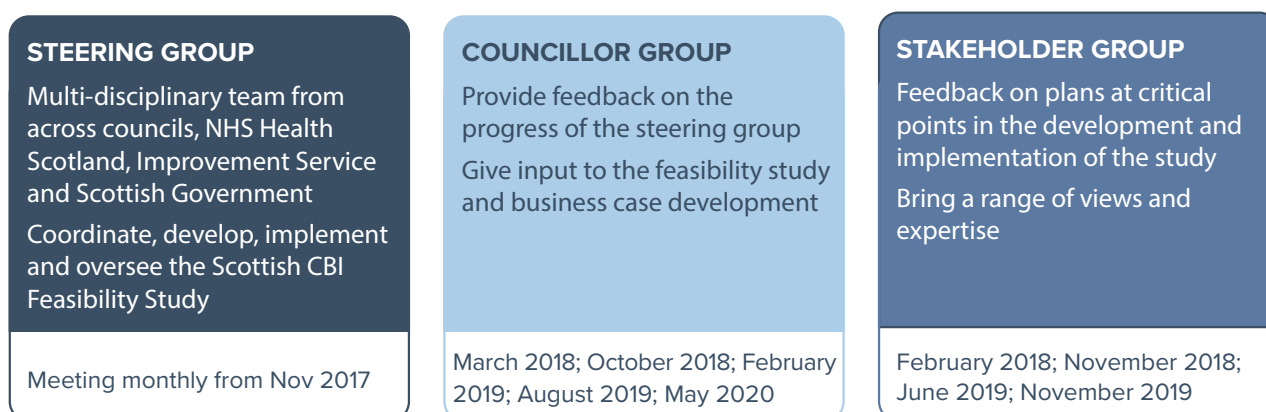 STEERING GROUP
Multi-disciplinary team from
across councils, NHS Health
Scotland, Improvement Service
and Scottish Government
Coordinate, develop, implement
and oversee the Scottish CBI
Feasibility Study
Meeting monthly from Nov 2017
COUNCILLOR GROUP
Provide feedback on the
progress of the steering group
Give input to the feasibility study
and business case development
March 2018; October 2018; February
2019; August 2019; May 2020
STAKEHOLDER GROUP
Feedback on plans at critical
points in the development and
implementation of the study
Bring a range of views and
expertise
February 2018; November 2018;
June 2019; November 2019